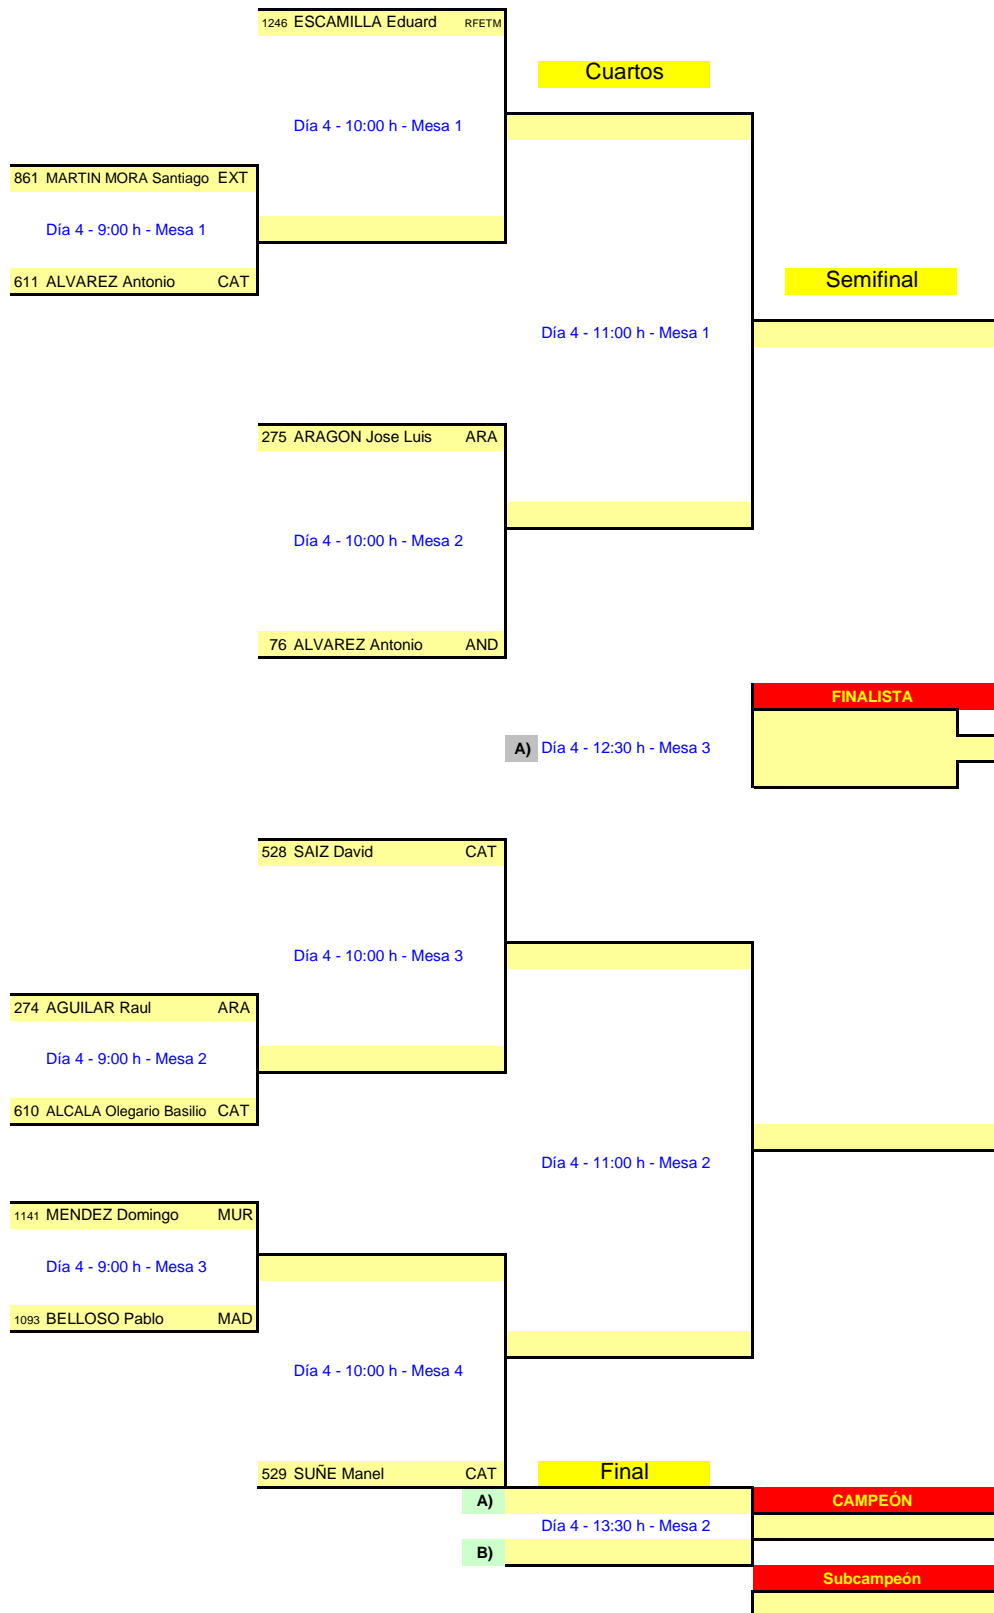 1246 ESCAMILLA Eduard RFETM
Cuartos
Día 4 - 10:00 h - Mesa 1
861 MARTIN MORA Santiago EXT
Día 4 - 9:00 h - Mesa 1
611 ALVAREZ Antonio CAT
Semifinal
Día 4 - 11:00 h - Mesa 1
275 ARAGON Jose Luis ARA
Día 4 - 10:00 h - Mesa 2
76 ALVAREZ Antonio AND
FINALISTA
A) Día 4 - 12:30 h - Mesa 3
528 SAIZ David CAT
Día 4 - 10:00 h - Mesa 3
274 AGUILAR Raul ARA
Día 4 - 9:00 h - Mesa 2
610 ALCALA Olegario Basilio CAT
Día 4 - 11:00 h - Mesa 2
1141 MENDEZ Domingo MUR
Día 4 - 9:00 h - Mesa 3
1093 BELLOSO Pablo MAD
Día 4 - 10:00 h - Mesa 4
529 SUÑE Manel CAT
Final
A)
CAMPEÓN
Día 4 - 13:30 h - Mesa 2
B)
Subcampeón